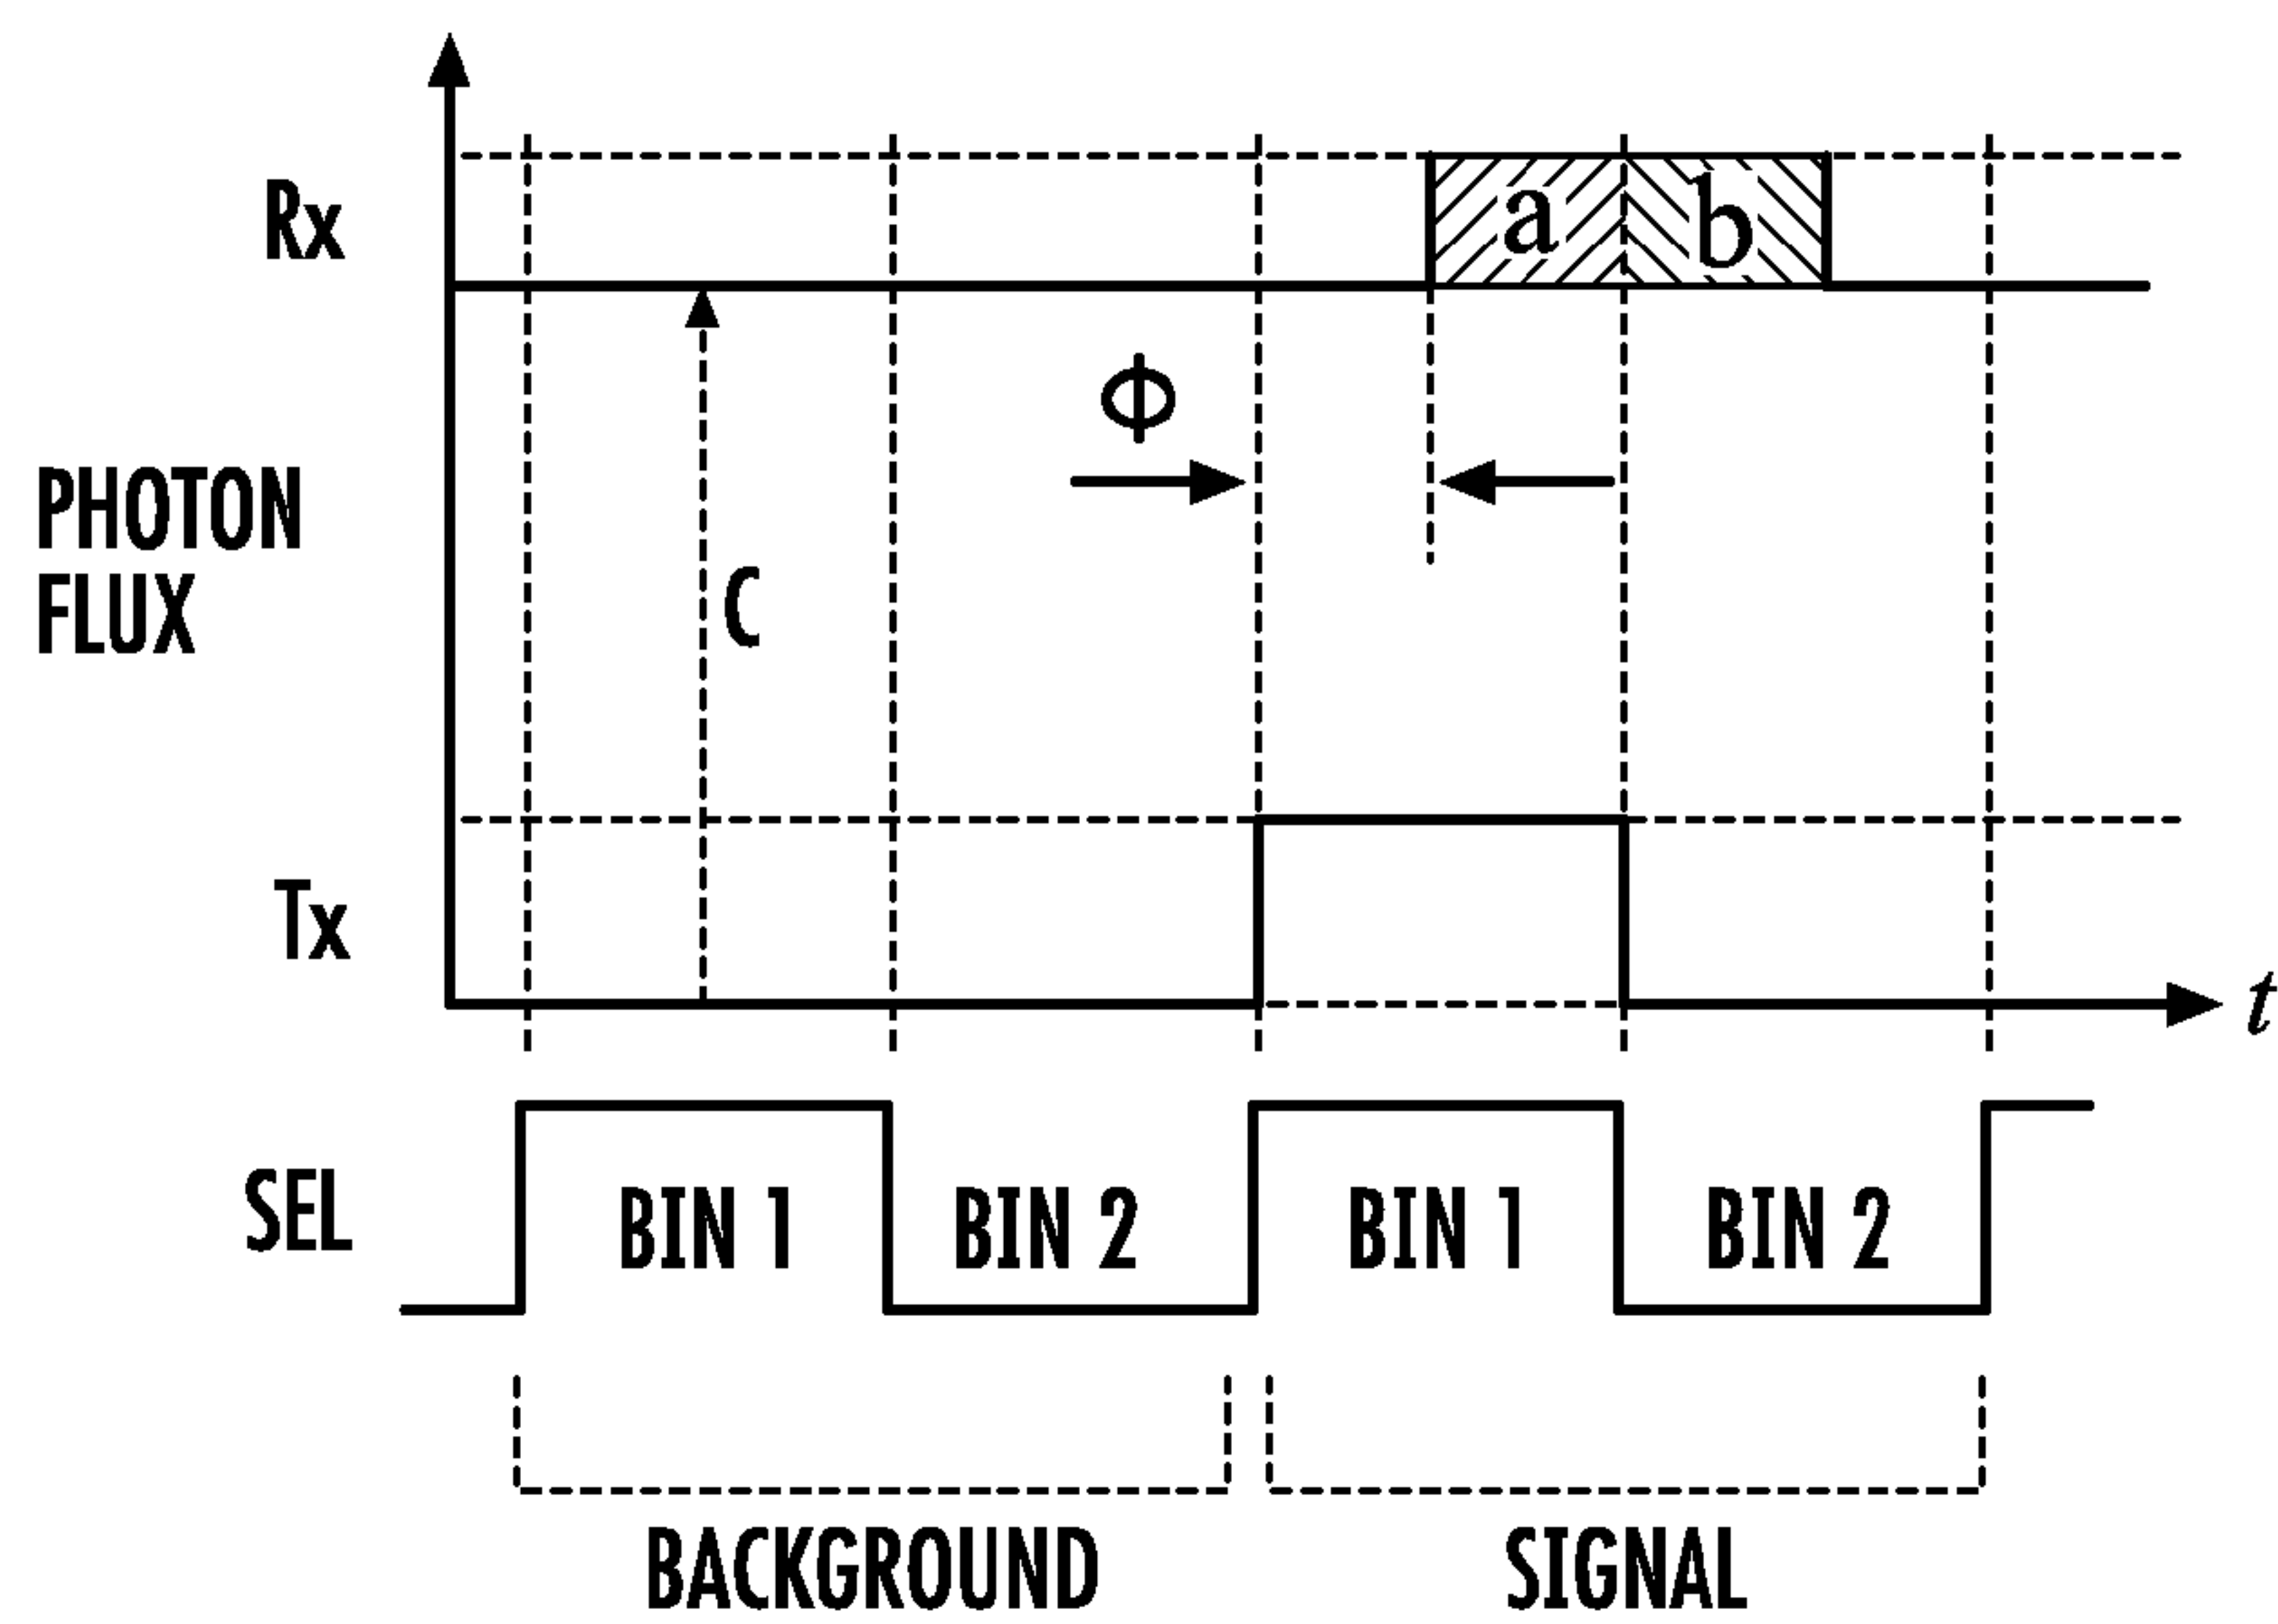 Rx
a b
ϕ
PHOTON
FLUX
C
Tx
t
SEL
BIN 1 BIN 2 BIN 1 BIN 2
BACKGROUND SIGNAL